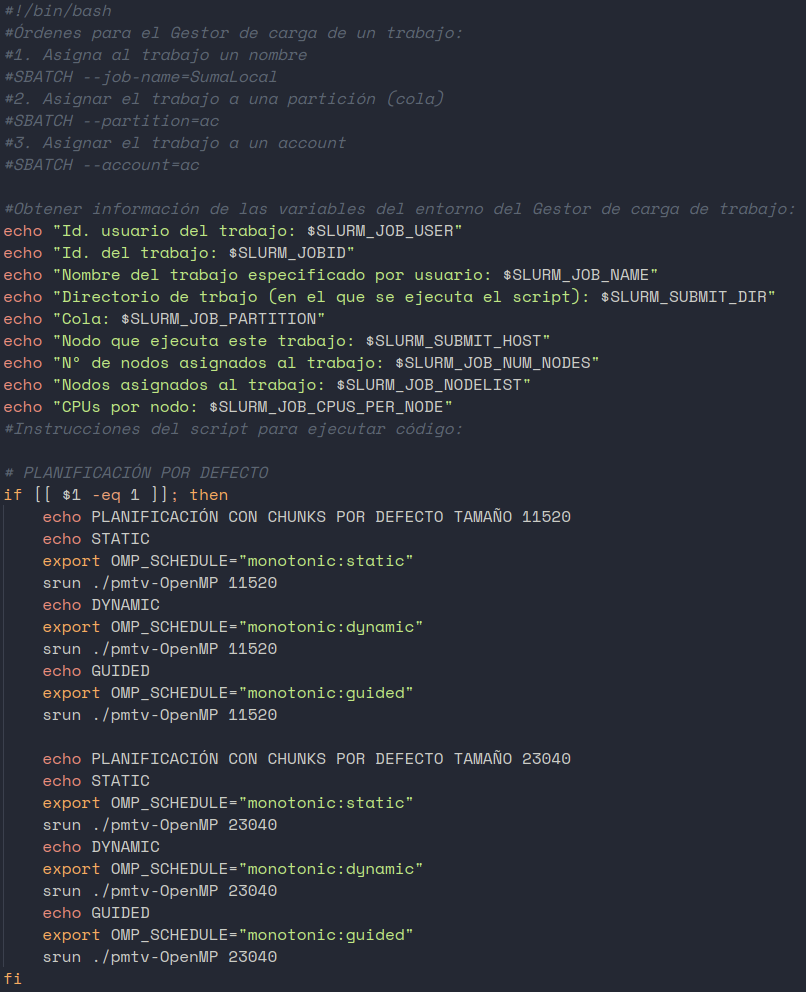 #!/bin/bash
#Órdenes para el Gestor de carga de un trabajo:
#1. Asigna al trabajo un nombre
#SBATCH --job-name=SumaLocal
#2. Asignar el trabajo a una partición (cola)
#SBATCH --partition=ac
#3. Asignar el trabajo a un account
#SBATCH --account=ac

#Obtener información de las variables del entorno del Gestor de carga de trabajo:
echo "Id. usuario del trabajo: $SLURM_JOB_USER"
echo "Id. del trabajo: $SLURM_JOBID"
echo "Nombre del trabajo especificado por usuario: $SLURM_JOB_NAME"
echo "Directorio de trbajo (en el que se ejecuta el script): $SLURM_SUBMIT_DIR"
echo "Cola: $SLURM_JOB_PARTITION"
echo "Nodo que ejecuta este trabajo: $SLURM_SUBMIT_HOST"
echo "Nº de nodos asignados al trabajo: $SLURM_JOB_NUM_NODES"
echo "Nodos asignados al trabajo: $SLURM_JOB_NODELIST"
echo "CPUs por nodo: $SLURM_JOB_CPUS_PER_NODE"
#Instrucciones del script para ejecutar código:

# PLANIFICACIÓN POR DEFECTO
if [[ $1 -eq 1 ]]; then
    echo PLANIFICACIÓN CON CHUNKS POR DEFECTO TAMAÑO 11520
    echo STATIC
    export OMP_SCHEDULE="monotonic:static"
    srun ./pmtv-OpenMP 11520
    echo DYNAMIC
    export OMP_SCHEDULE="monotonic:dynamic"
    srun ./pmtv-OpenMP 11520
    echo GUIDED
    export OMP_SCHEDULE="monotonic:guided"
    srun ./pmtv-OpenMP 11520

    echo PLANIFICACIÓN CON CHUNKS POR DEFECTO TAMAÑO 23040
    echo STATIC
    export OMP_SCHEDULE="monotonic:static"
    srun ./pmtv-OpenMP 23040
    echo DYNAMIC
    export OMP_SCHEDULE="monotonic:dynamic"
    srun ./pmtv-OpenMP 23040
    echo GUIDED
    export OMP_SCHEDULE="monotonic:guided"
    srun ./pmtv-OpenMP 23040
fi